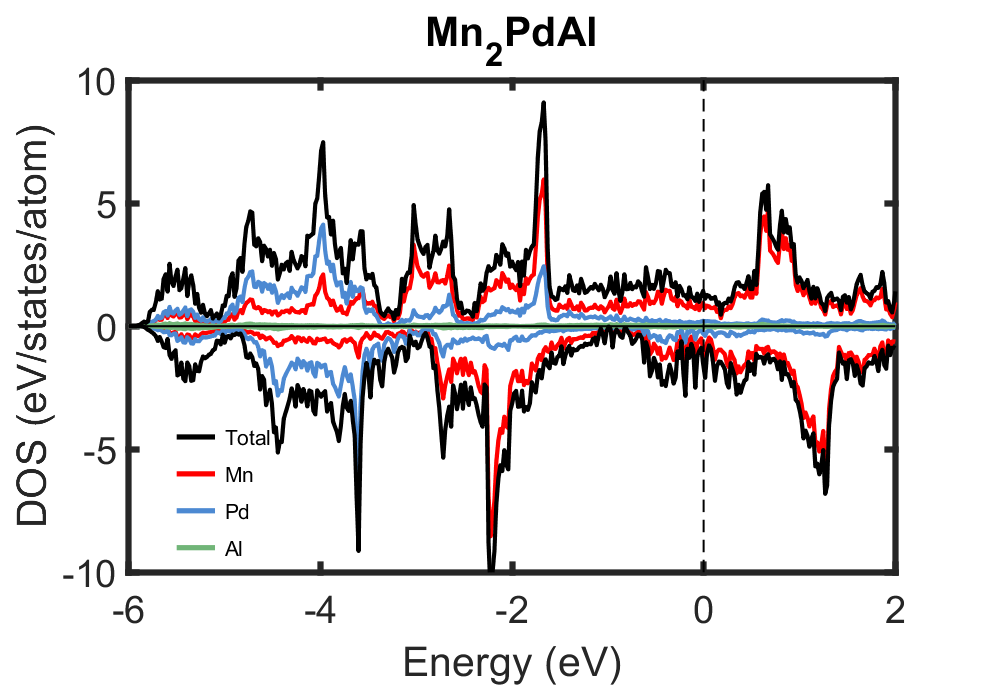 Mn2PdAl
10
5
0
-5
-10
DOS (eV/states/atom)
Total
Mn
Pd
Al
-6 -4 -2 0 2
Energy (eV)